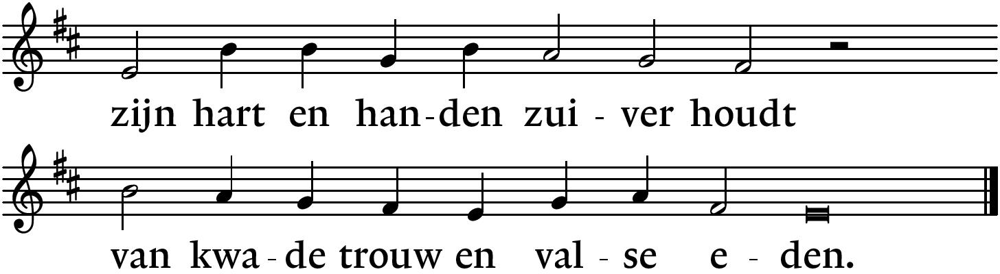 zijn hart en han-den zui - ver houdt
van kwa-de trouw en val - se e - den.